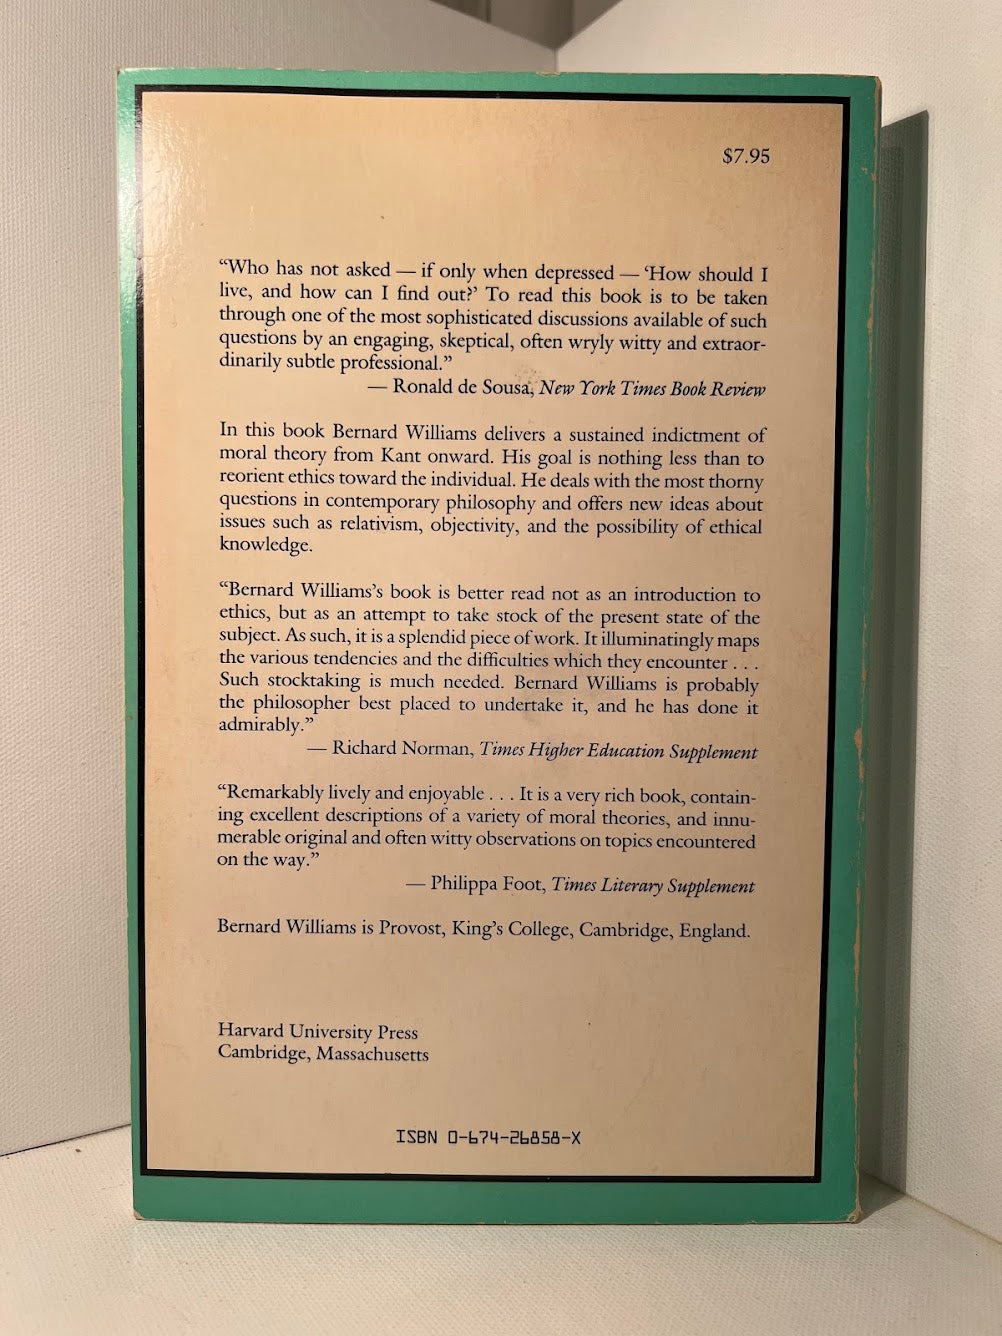 $7.95
“Who has not asked — if only when depressed — ‘How should I
live, and how can I find out?’ To read this book is to be taken
through one of the most sophisticated discussions available of such
questions by an engaging, skeptical, often wryly witty and extraor-
dinarily subtle professional.”
— Ronald de Sousa, New York Times Book Review
In this book Bernard Williams delivers a sustained indictment of
moral theory from Kant onward. His goal is nothing less than to
reorient ethics toward the individual. He deals with the most thorny
questions in contemporary philosophy and offers new ideas about
issues such as relativism, objectivity, and the possibility of ethical
knowledge.
“Bernard Williams’s book is better read not as an introduction to
ethics, but as an attempt to take stock of the present state of the
subject. As such, it is a splendid piece of work. It illuminatingly maps
the various tendencies and the difficulties which they encounter . . .
Such stocktaking is much needed. Bernard Williams is probably
the philosopher best placed to undertake it, and he has done it
admirably.”
— Richard Norman, Times Higher Education Supplement
“Remarkably lively and enjoyable . . . It is a very rich book, contain-
ing excellent descriptions of a variety of moral theories, and innu-
merable original and often witty observations on topics encountered
on the way.”
— Philippa Foot, Times Literary Supplement
Bernard Williams is Provost, King’s College, Cambridge, England.
Harvard University Press
Cambridge, Massachusetts
ISBN 0-674-26858-X